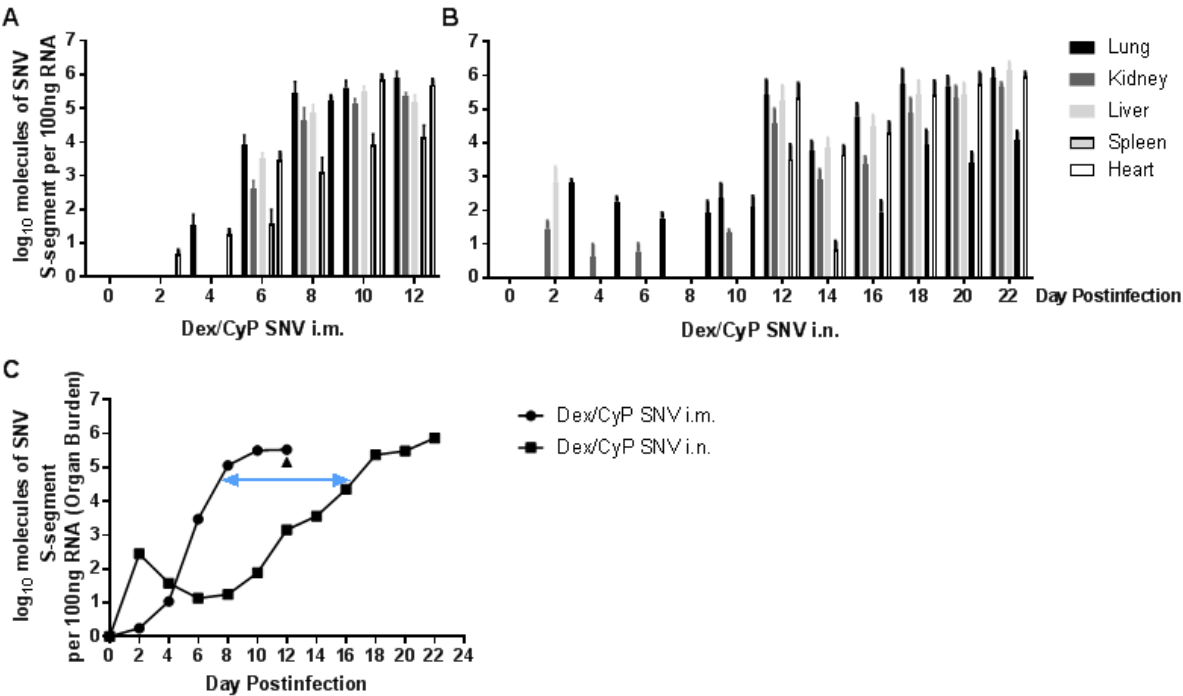 A
log10 molecules of SNV
S-segment per 100ng RNA
7
6
5
4
3
2
1
0
0 2 4 6 8 10 12
Dex/CyP SNV i.m.
B
7
6
5
4
3
2
1
0
0 2 4 6 8 10 12 14 16 18 20 22 Day Postinfection
Dex/CyP SNV i.n.
Lung
Kidney
Liver
Spleen
Heart
C
log10 molecules of SNV
S-segment
per 100ng RNA (Organ Burden)
7
6
5
4
3
2
1
0
0 2 4 6 8 10 12 14 16 18 20 22 24
Day Postinfection
Dex/CyP SNV i.m.
Dex/CyP SNV i.n.